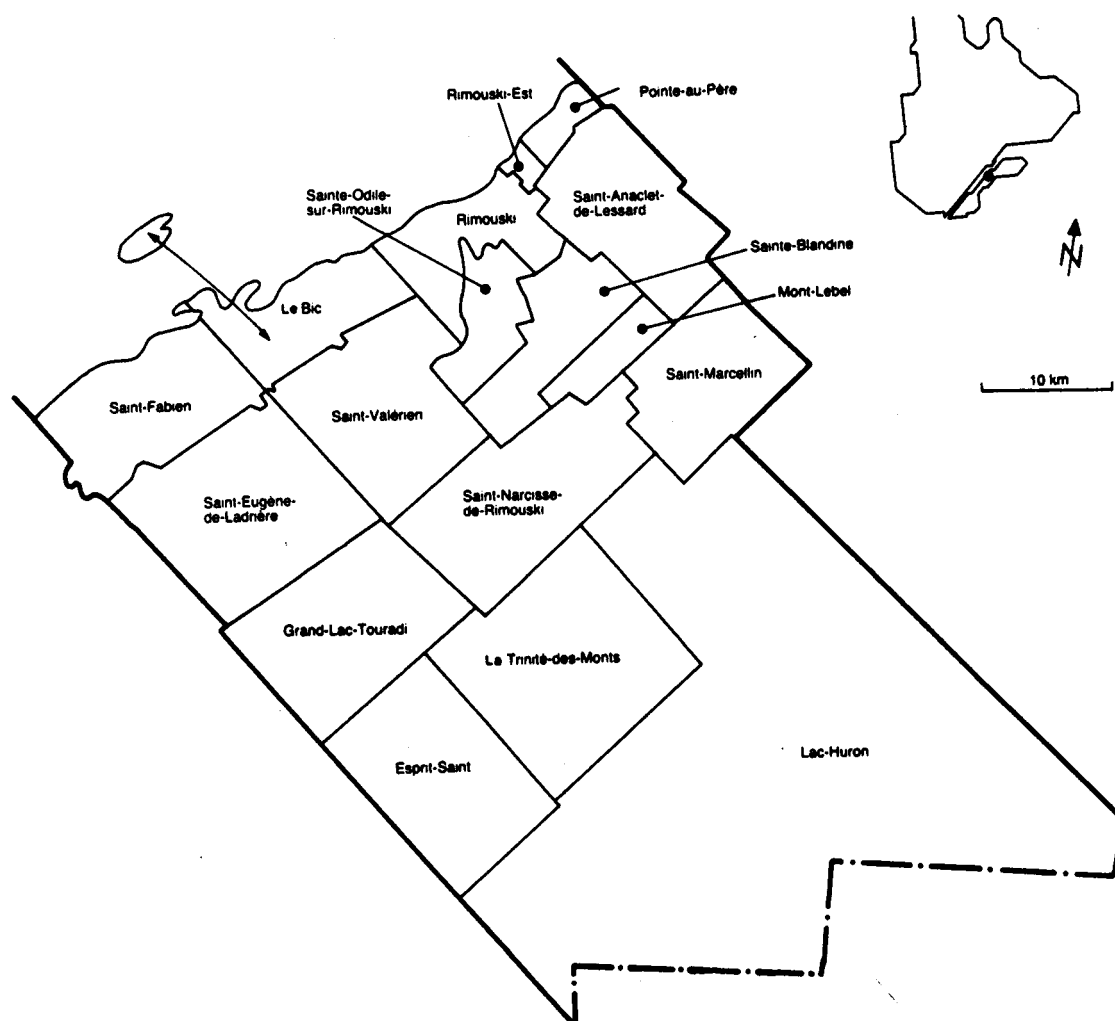 Pointe-au-Père
Rimouski-Est
Sainte-Odile-
sur-Rimouski
Rimouski
Saint-Anaclet-
de-Lessard
Sainte-Blandine
Mont-Lebel
Le Bic
N
10 km
Saint-Marcellin
Saint-Fabien
Saint-Valérien
Saint-Eugène-
de-Ladrière
Saint-Narcisse-
de-Rimouski
Grand-Lac-Touradi
La Trinité-des-Monts
Esprit-Saint
Lac-Huron